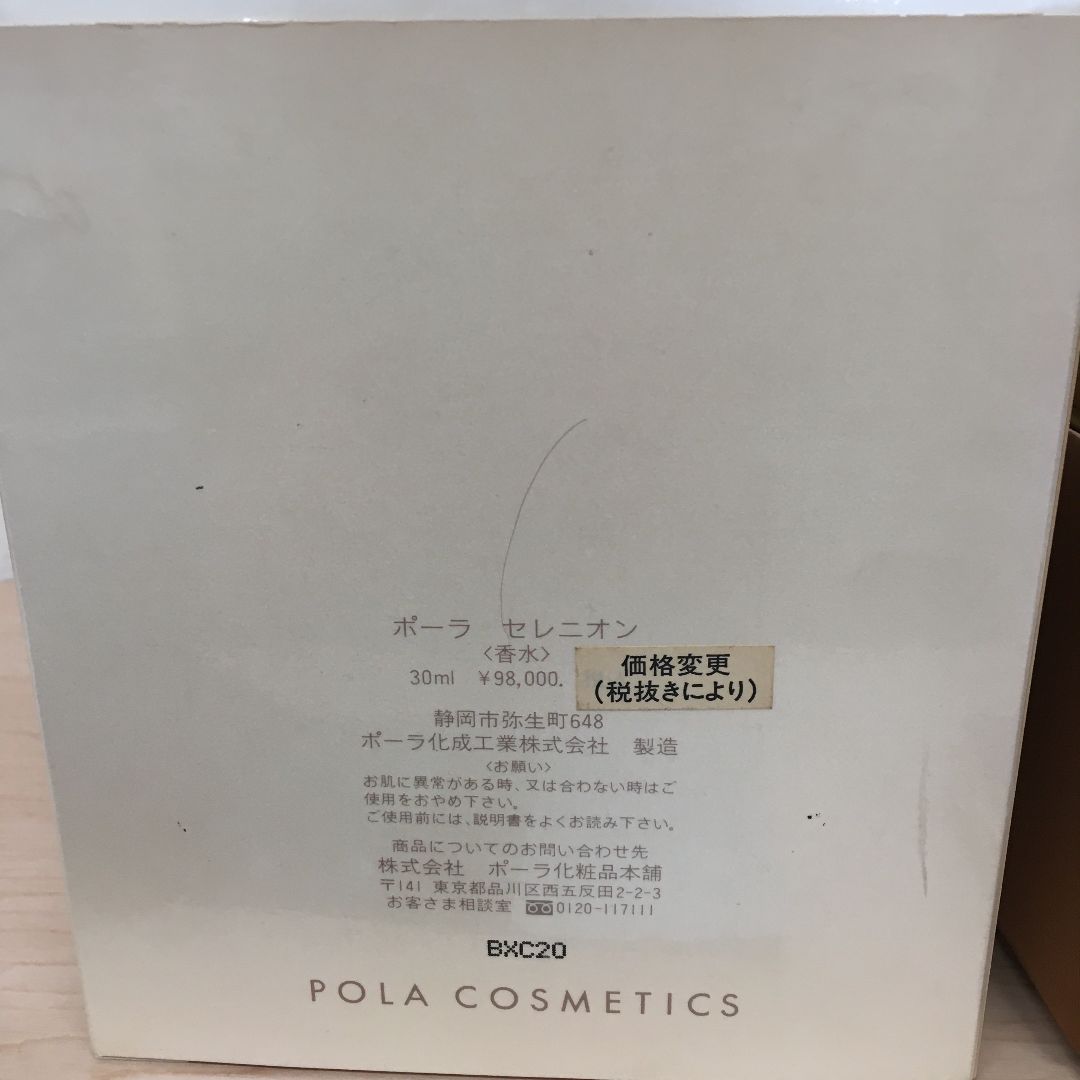 ポーラ　セレニオン
〈香水〉
30ml　¥98,000.
価格変更
(税抜きにより)
静岡市弥生町648
ポーラ化成工業株式会社　製造
〈お願い〉
お肌に異常がある時、又は合わない時はご
使用をおやめ下さい。
ご使用前には、説明書をよくお読み下さい。
商品についてのお問い合わせ先
株式会社　ポーラ化粧品本舗
〒141 東京都品川区西五反田2-2-3
お客さま相談室 0120-117111
BXC20
POLA COSMETICS